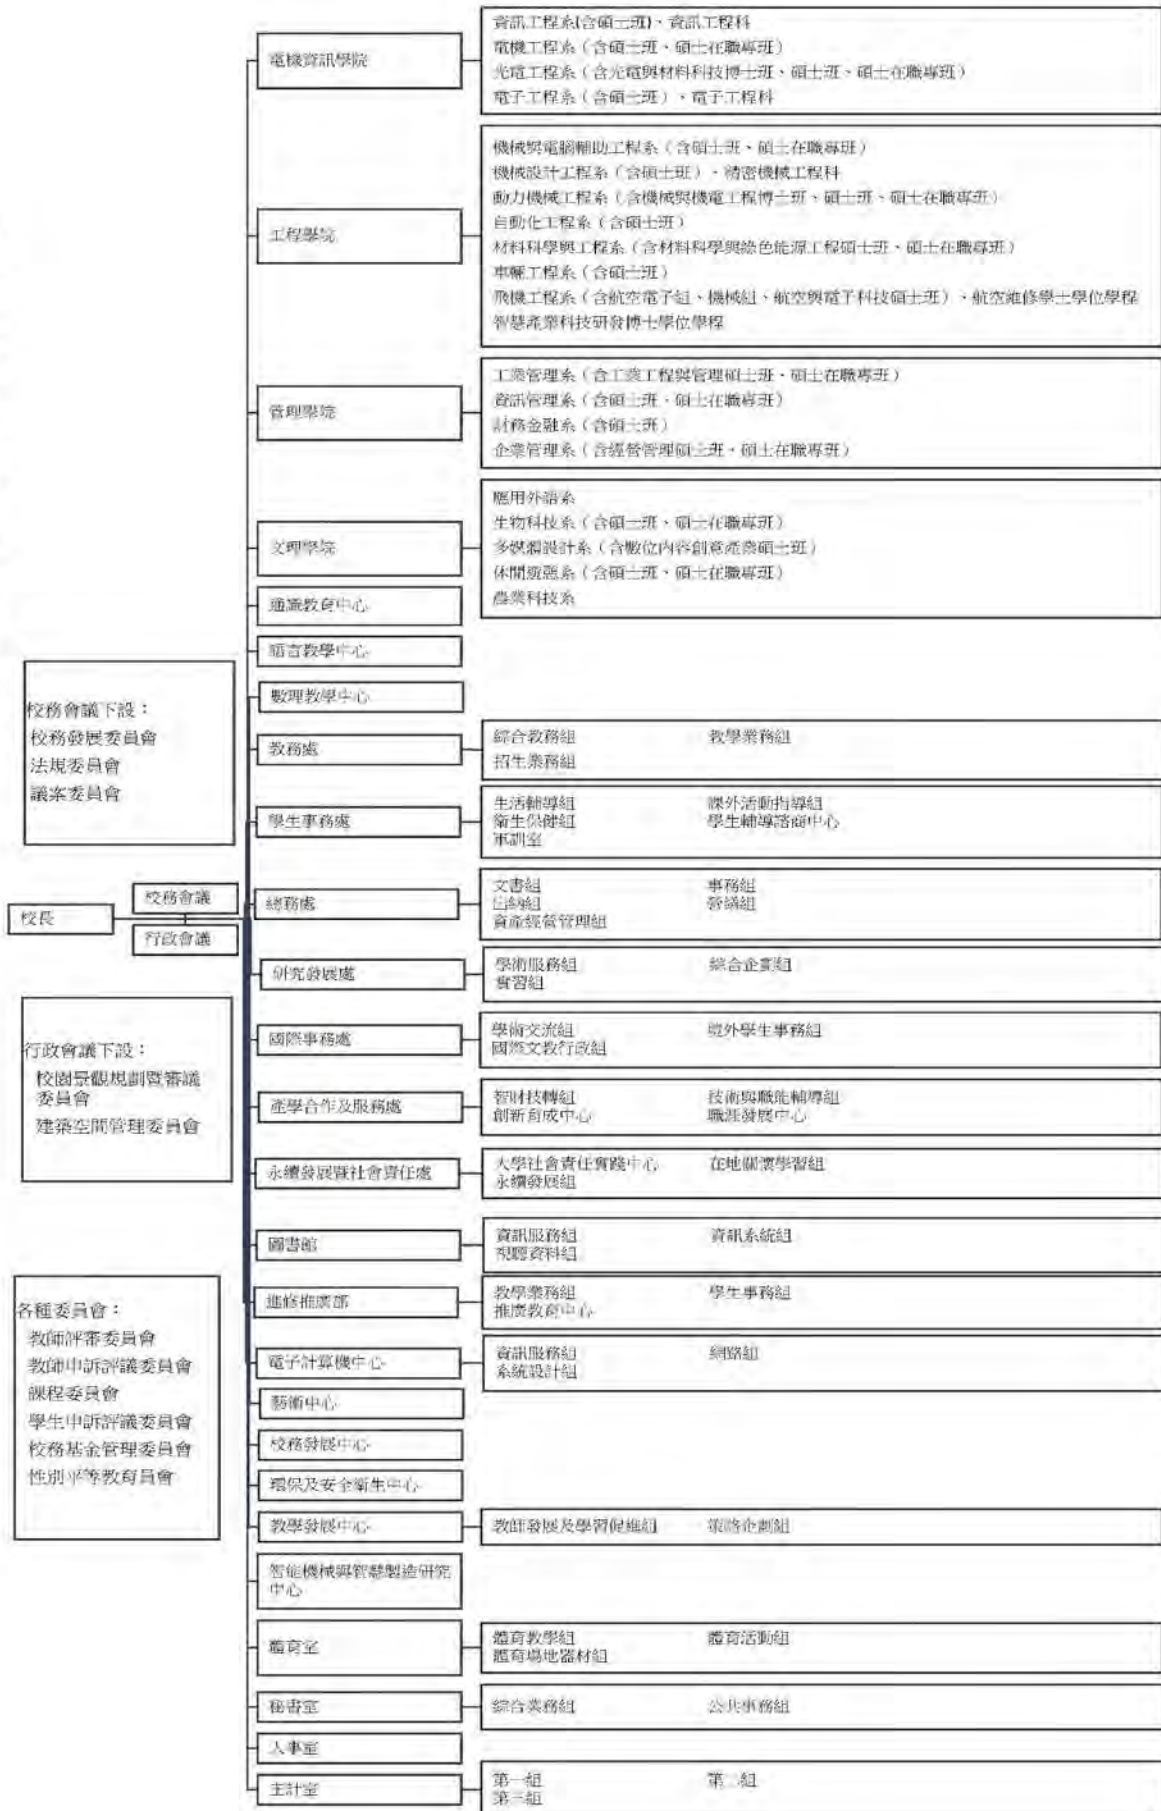 電機資訊學院
資訊工程系(含碩士班)、資訊工程科
電機工程系（含碩士班、碩士在職專班）
光電工程系（含光電與材料科技博士班、碩士班、碩士在職專班）
電子工程系（含碩士班）、電子工程科
工程學院
機械與電腦輔助工程系（含碩士班、碩士在職專班）
機械設計工程系（含碩士班）、精密機械工程科
動力機械工程系（含機械與機電工程博士班、碩士班、碩士在職專班）
自動化工程系（含碩士班）
材料科學與工程系（含材料科學與綠色能源工程碩士班、碩士在職專班）
車輛工程系（含碩士班）
飛機工程系（含航空電子組、機械組、航空與電子科技碩士班）、航空維修學士學位學程
智慧產業科技研發博士學位學程
管理學院
工業管理系（含工業工程與管理碩士班、碩士在職專班）
資訊管理系（含碩士班、碩士在職專班）
財務金融系（含碩士班）
企業管理系（含經營管理碩士班、碩士在職專班）
文理學院
應用外語系
生物科技系（含碩士班、碩士在職專班）
多媒體設計系（含數位內容創意產業碩士班）
休閒遊憩系（含碩士班、碩士在職專班）
農業科技系
通識教育中心
語言教學中心
數理教學中心
教務處
綜合教務組 教學業務組
招生業務組
學生事務處
生活輔導組 課外活動指導組
衛生保健組 學生輔導諮商中心
軍訓室
總務處
文書組 事務組
出納組 營繕組
資產經營管理組
研究發展處
學術服務組 綜合企劃組
實習組
國際事務處
學術交流組 境外學生事務組
國際文教行政組
產學合作及服務處
智財技轉組 技術與職能輔導組
創新育成中心 職涯發展中心
永續發展暨社會責任處
大學社會責任實踐中心 在地關懷學習組
永續發展組
圖書館
資訊服務組 資訊系統組
視聽資料組
進修推廣部
教學業務組 學生事務組
推廣教育中心
電子計算機中心
資訊服務組 網路組
系統設計組
藝術中心
校務發展中心
環保及安全衛生中心
教學發展中心
教師發展及學習促進組 策略企劃組
智能機械與智慧製造研究
中心
體育室
體育教學組 體育活動組
體育場地器材組
秘書室
綜合業務組 公共事務組
人事室
主計室
第一組 第二組
第三組
校務會議下設：
校務發展委員會
法規委員會
議案委員會
校長
校務會議
行政會議
行政會議下設：
校園景觀規劃暨審議
委員會
建築空間管理委員會
各種委員會：
教師評審委員會
教師申訴評議委員會
課程委員會
學生申訴評議委員會
校務基金管理委員會
性別平等教育員會